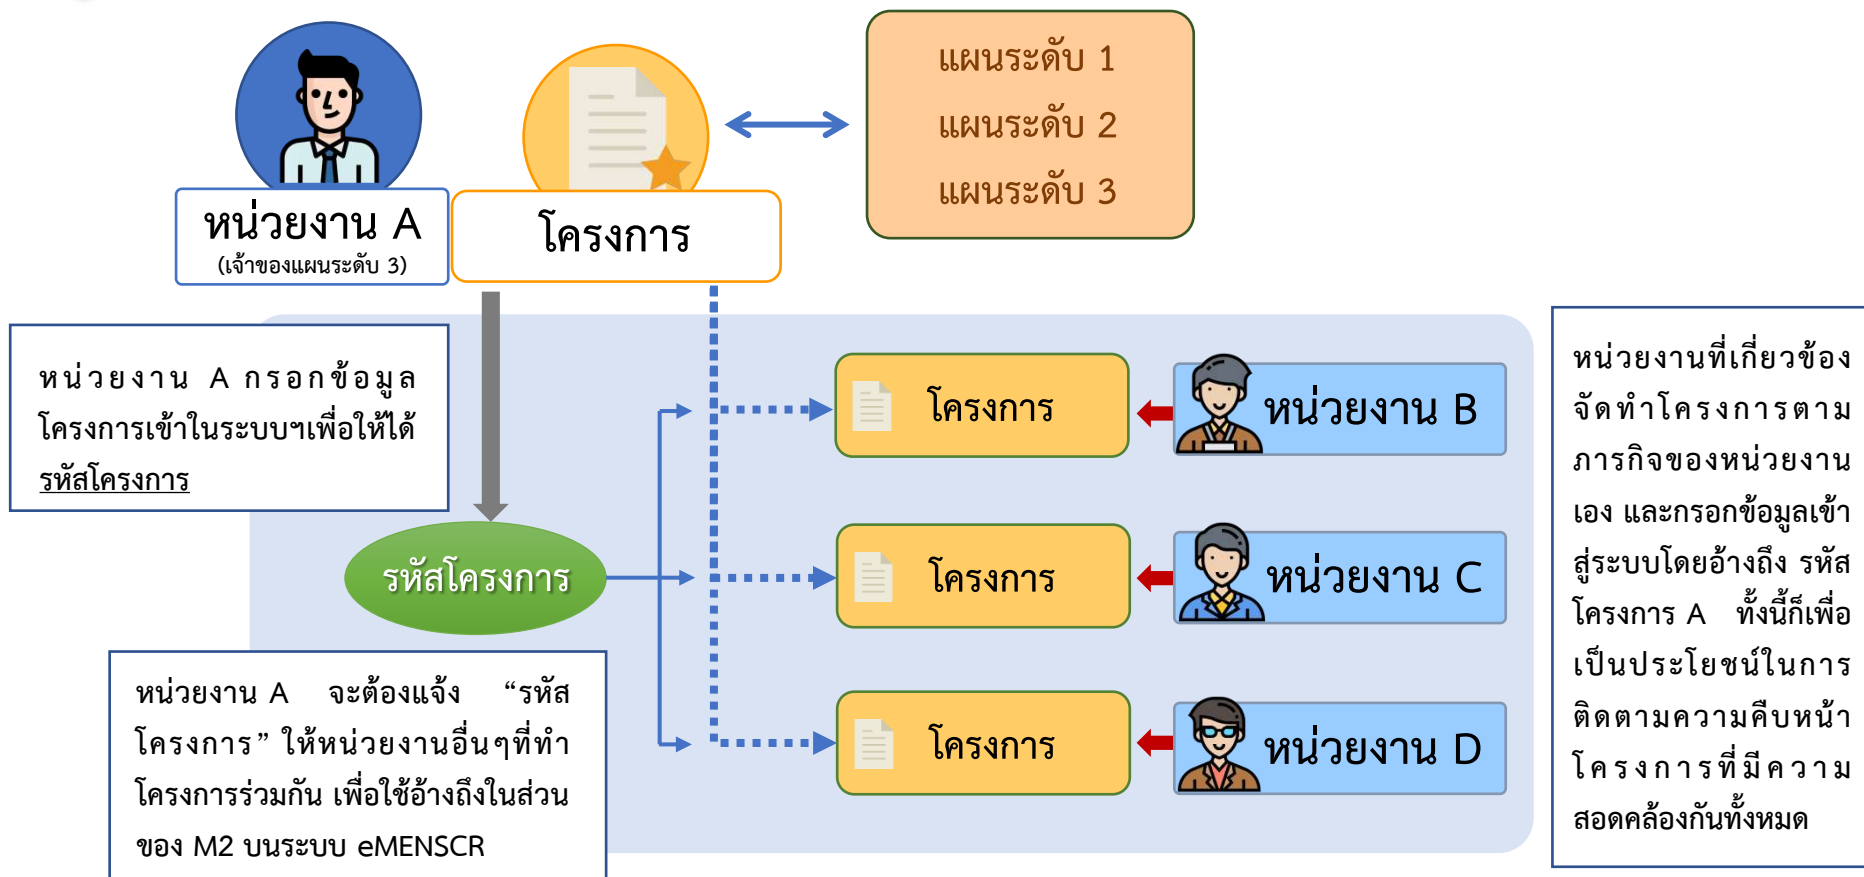 แผนระดับ 1
แผนระดับ 2
แผนระดับ 3
หน่วยงาน A
(เจ้าของแผนระดับ 3)
โครงการ
หน่วยงาน A กรอกข้อมูล
โครงการเข้าในระบบฯเพื่อให้ได้
รหัสโครงการ
รหัสโครงการ
หน่วยงาน A จะต้องแจ้ง “รหัส
โครงการ” ให้หน่วยงานอื่นๆที่ทำ
โครงการร่วมกัน เพื่อใช้อ้างถึงในส่วน
ของ M2 บนระบบ eMENSCR
โครงการ
หน่วยงาน B
โครงการ
หน่วยงาน C
โครงการ
หน่วยงาน D
หน่วยงานที่เกี่ยวข้อง
จัดทำโครงการตาม
ภารกิจของหน่วยงาน
เอง และกรอกข้อมูลเข้า
สู่ระบบโดยอ้างถึง รหัส
โครงการ A ทั้งนี้ก็เพื่อ
เป็นประโยชน์ในการ
ติดตามความคืบหน้า
โครงการที่มีความ
สอดคล้องกันทั้งหมด